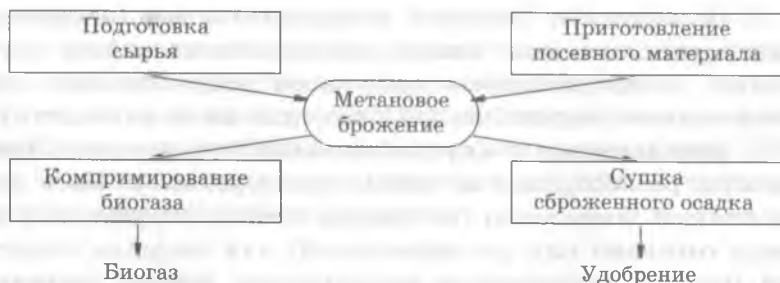 Подготовка
сырья
Приготовление
посевного материала
Метановое
брожение
Компримирование
биогаза
Сушка
сброженного осадка
Биогаз
Удобрение